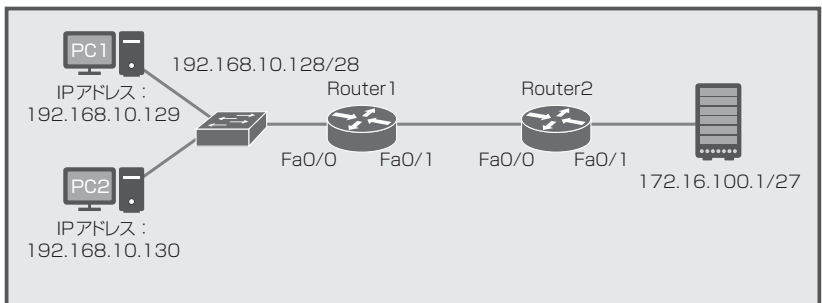 PC1
192.168.10.128/28
IPアドレス：
192.168.10.129
Router1
Router2
Fa0/0
Fa0/1
Fa0/0
Fa0/1
172.16.100.1/27
PC2
IPアドレス：
192.168.10.130